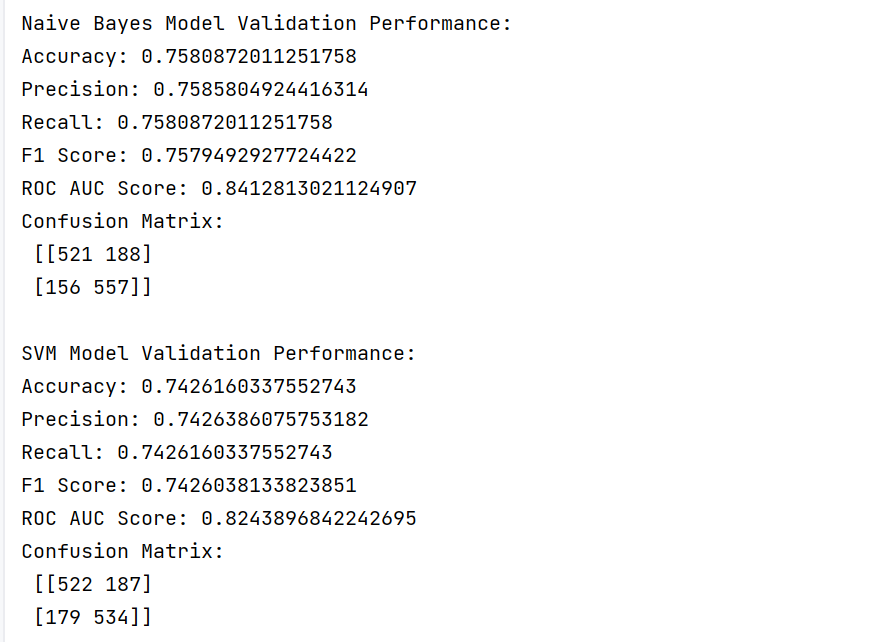 Naive Bayes Model Validation Performance:
Accuracy: 0.7580872011251758
Precision: 0.7585804924416314
Recall: 0.7580872011251758
F1 Score: 0.7579492927724422
ROC AUC Score: 0.8412813021124907
Confusion Matrix:
[[521 188]
[156 557]]
SVM Model Validation Performance:
Accuracy: 0.7426160337552743
Precision: 0.7426386075753182
Recall: 0.7426160337552743
F1 Score: 0.7426038133823851
ROC AUC Score: 0.8243896842242695
Confusion Matrix:
[[522 187]
[179 534]]